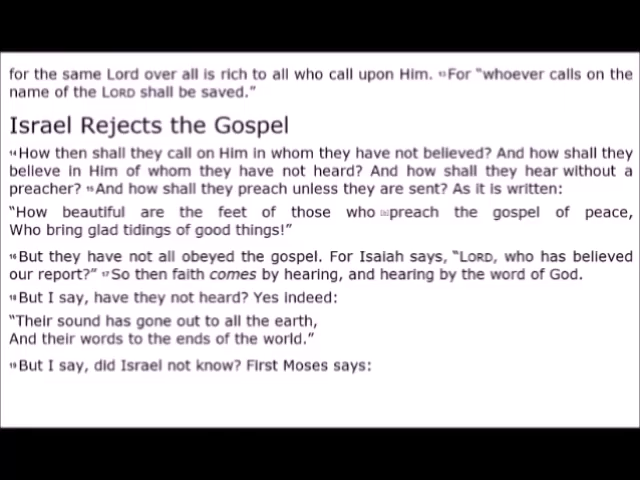 for the same Lord over all is rich to all who call upon Him. 13 For “whoever calls on the
name of the LORD shall be saved.”
Israel Rejects the Gospel
14 How then shall they call on Him in whom they have not believed? And how shall they
believe in Him of whom they have not heard? And how shall they hear without a
preacher? 15 And how shall they preach unless they are sent? As it is written:
“How beautiful are the feet of those who preach the gospel of peace,
Who bring glad tidings of good things!”
16 But they have not all obeyed the gospel. For Isaiah says, “LORD, who has believed
our report?” 17 So then faith comes by hearing, and hearing by the word of God.
18 But I say, have they not heard? Yes indeed:
“Their sound has gone out to all the earth,
And their words to the ends of the world.”
19 But I say, did Israel not know? First Moses says: